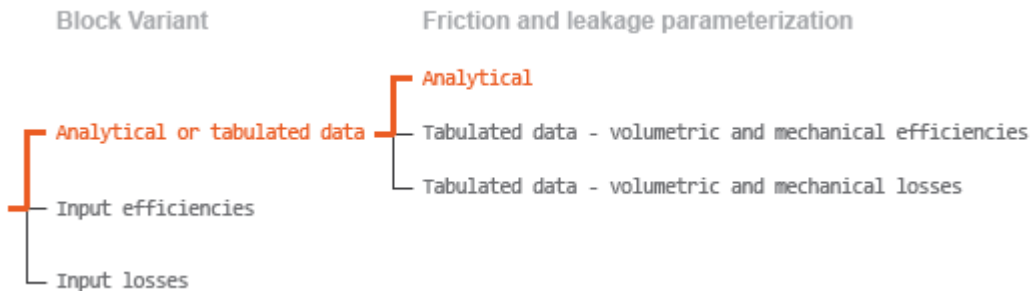 Block Variant
Friction and leakage parameterization
Analytical
Analytical or tabulated data
Tabulated data - volumetric and mechanical efficiencies
Tabulated data - volumetric and mechanical losses
Input efficiencies
Input losses